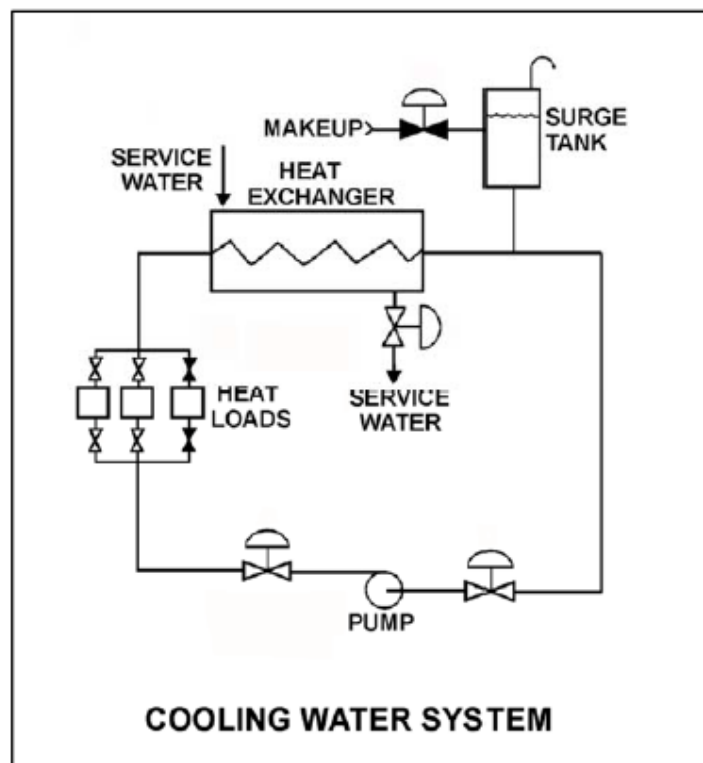 MAKEUP
SURGE
TANK
SERVICE
WATER
HEAT
EXCHANGER
HEAT
LOADS
SERVICE
WATER
PUMP
COOLING WATER SYSTEM